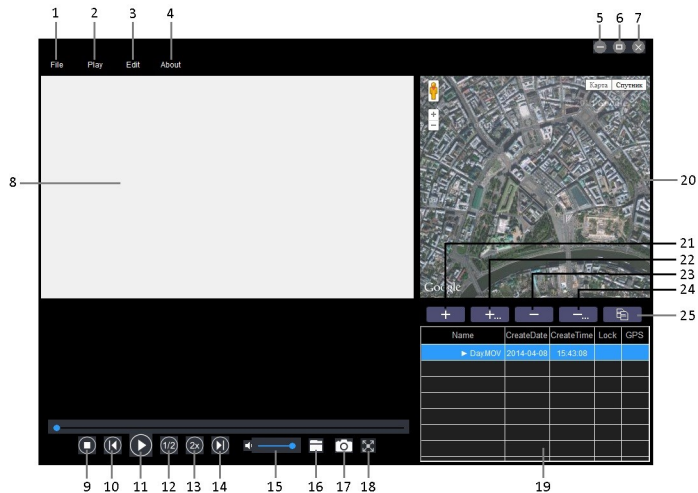 1 2 3 4 5 6 7
File Play Edit About
Карта Спутник
8
20
Google
21
22
23
24
25
+ +... − −...
Name CreateDate CreateTime Lock GPS
Day.MOV 2014-04-08 15:43:08
1/2 2x
9 10 11 12 13 14 15 16 17 18 19